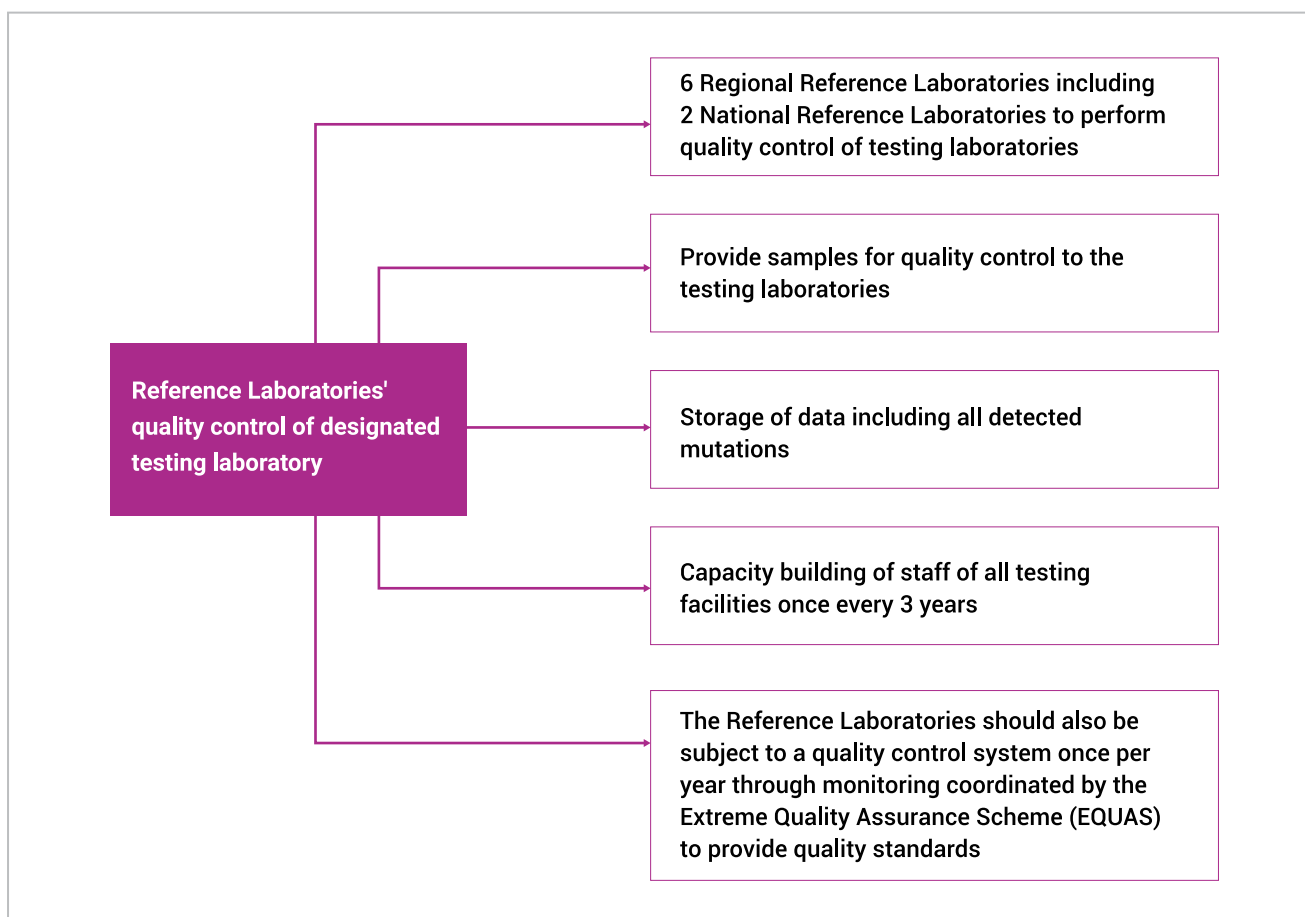 6 Regional Reference Laboratories including
2 National Reference Laboratories to perform
quality control of testing laboratories
Provide samples for quality control to the
testing laboratories
Reference Laboratories'
quality control of designated
testing laboratory
Storage of data including all detected
mutations
Capacity building of staff of all testing
facilities once every 3 years
The Reference Laboratories should also be
subject to a quality control system once per
year through monitoring coordinated by the
Extreme Quality Assurance Scheme (EQUAS)
to provide quality standards